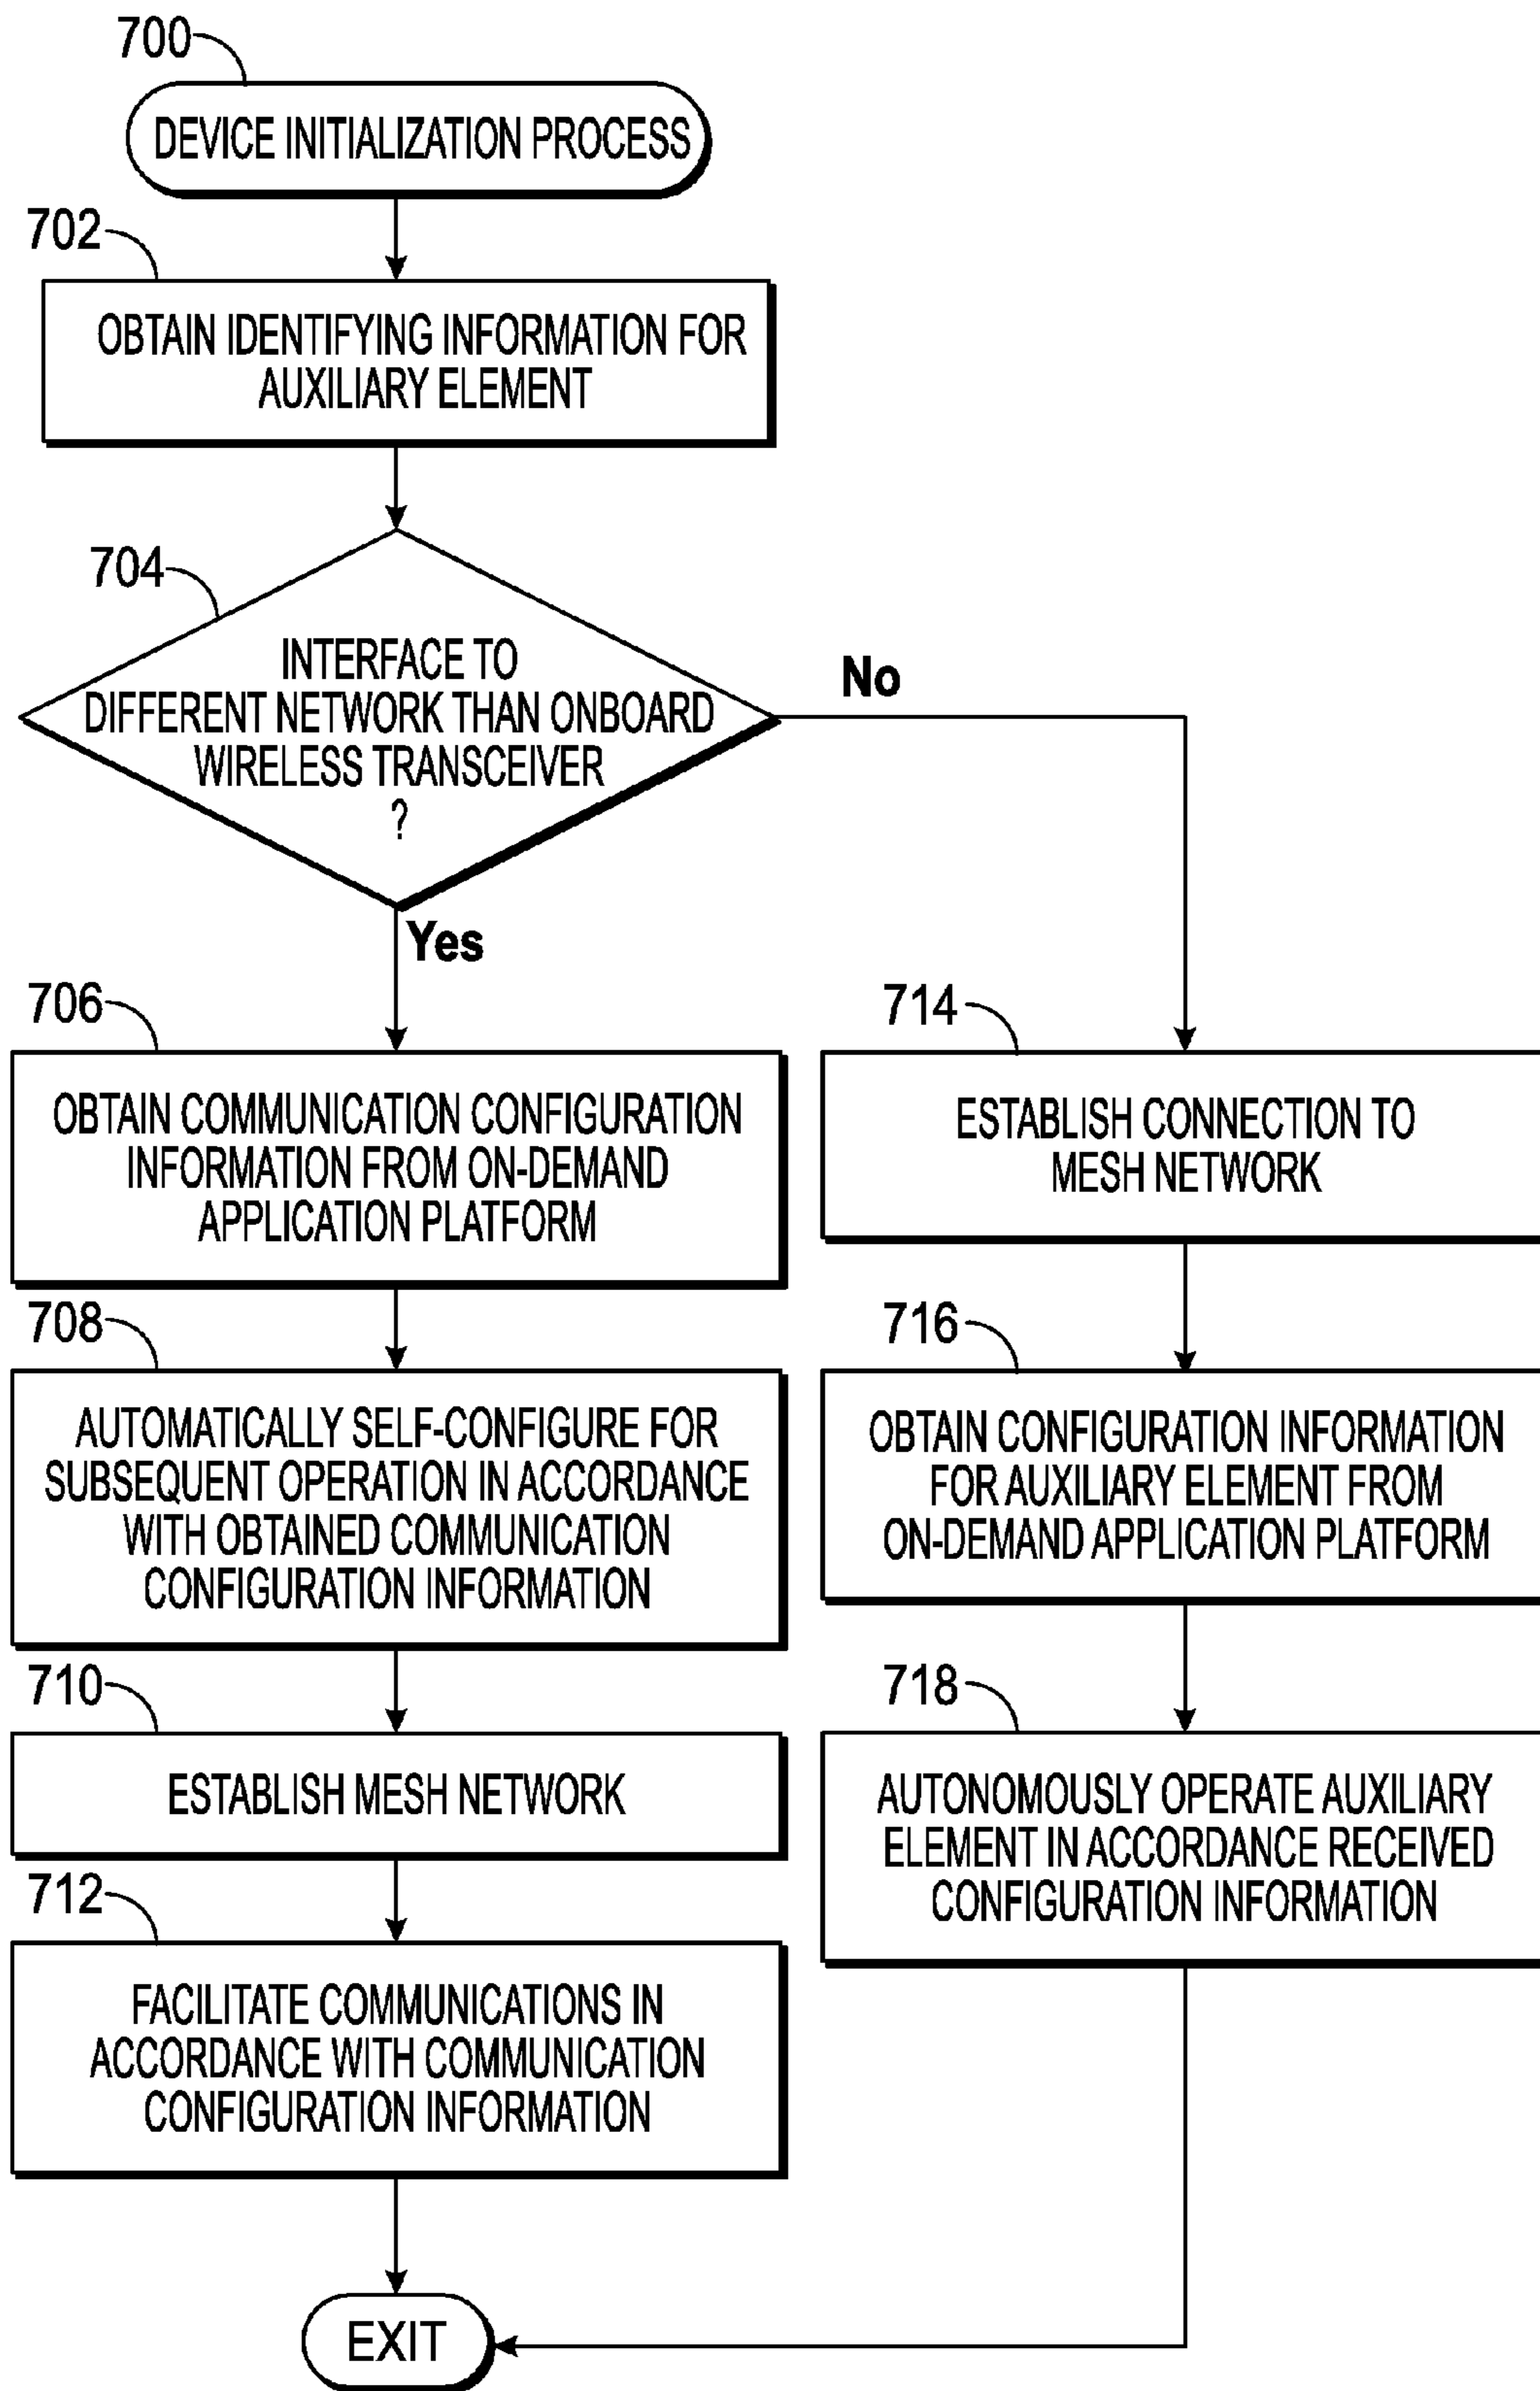 700
DEVICE INITIALIZATION PROCESS
702
OBTAIN IDENTIFYING INFORMATION FOR
AUXILIARY ELEMENT
704
INTERFACE TO
DIFFERENT NETWORK THAN ONBOARD
WIRELESS TRANSCEIVER
?
No
Yes
706
OBTAIN COMMUNICATION CONFIGURATION
INFORMATION FROM ON-DEMAND
APPLICATION PLATFORM
708
AUTOMATICALLY SELF-CONFIGURE FOR
SUBSEQUENT OPERATION IN ACCORDANCE
WITH OBTAINED COMMUNICATION
CONFIGURATION INFORMATION
710
ESTABLISH MESH NETWORK
712
FACILITATE COMMUNICATIONS IN
ACCORDANCE WITH COMMUNICATION
CONFIGURATION INFORMATION
714
ESTABLISH CONNECTION TO
MESH NETWORK
716
OBTAIN CONFIGURATION INFORMATION
FOR AUXILIARY ELEMENT FROM
ON-DEMAND APPLICATION PLATFORM
718
AUTONOMOUSLY OPERATE AUXILIARY
ELEMENT IN ACCORDANCE RECEIVED
CONFIGURATION INFORMATION
EXIT